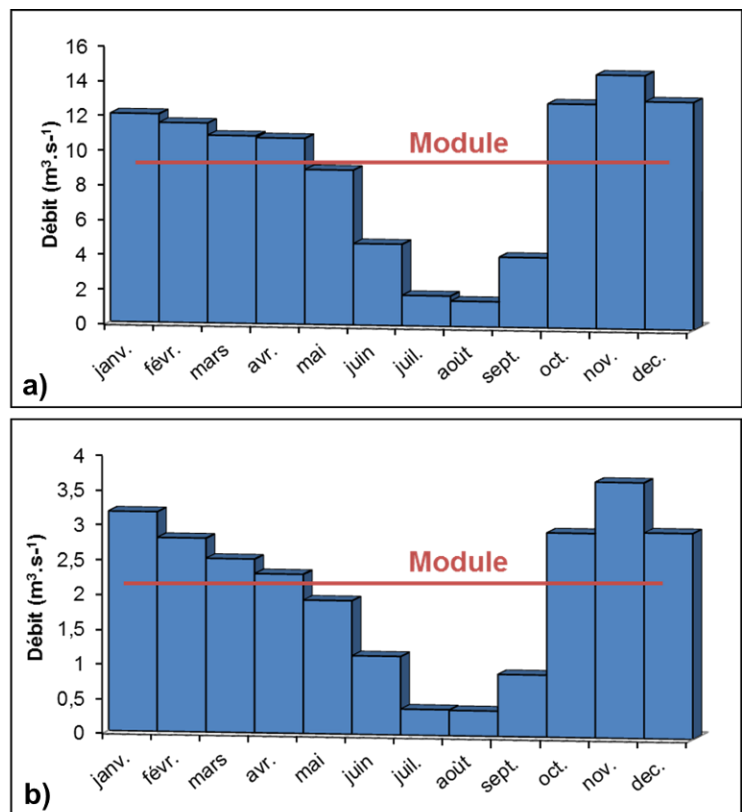 16
14
12
10
8
6
4
2
0
Débit (m³.s-¹)
Module
janv. févr. mars avr. mai juin juil. août sept. oct. nov. dec.
a)
4
3,5
3
2,5
2
1,5
1
0,5
0
Débit (m³.s-¹)
Module
janv. févr. mars avr. mai juin juil. août sept. oct. nov. dec.
b)